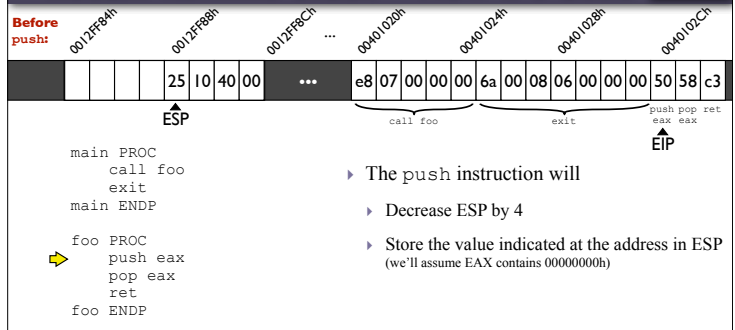 Before
push:
0012FF84h
0012FF88h
0012FF8Ch
...
00401020h
00401024h
00401028h
0040102Ch
25 10 40 00 ... e8 07 00 00 00 6a 00 08 06 00 00 00 50 58 c3
ESP
call foo
exit
push pop ret
eax eax
EIP
main PROC
call foo
exit
main ENDP
foo PROC
push eax
pop eax
ret
foo ENDP
The push instruction will
Decrease ESP by 4
Store the value indicated at the address in ESP
(we'll assume EAX contains 00000000h)